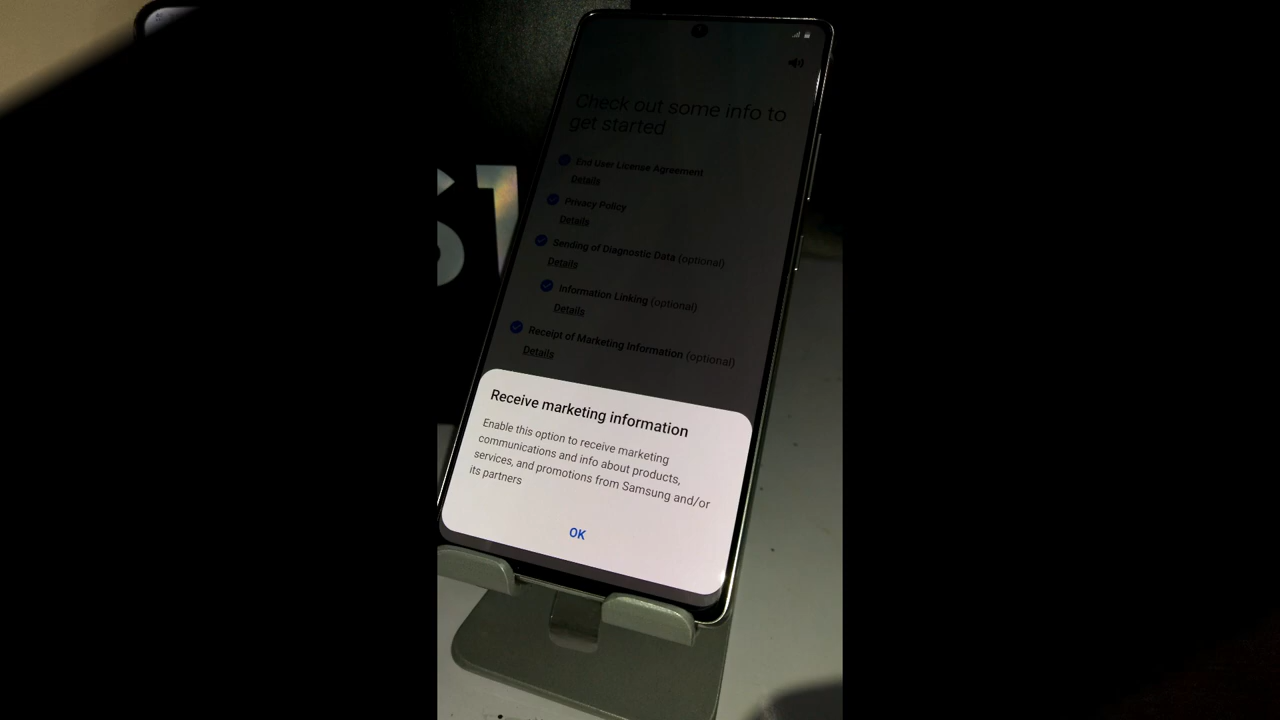 Check out some info to
get started
End User License Agreement
Details
Privacy Policy
Details
Sending of Diagnostic Data (optional)
Details
Information Linking (optional)
Details
Receipt of Marketing Information (optional)
Details
Receive marketing information
Enable this option to receive marketing
communications and info about products,
services, and promotions from Samsung and/or
its partners
OK